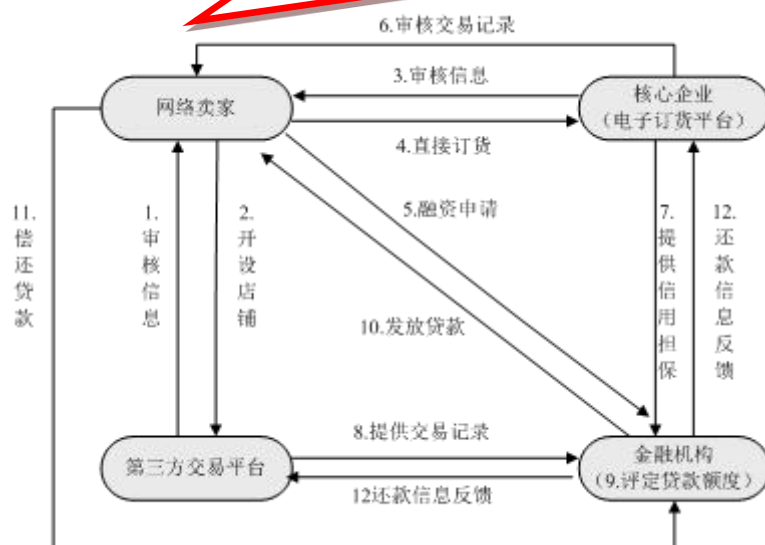 6.审核交易记录
3.审核信息
网络卖家
核心企业
（电子订货平台）
4.直接订货
11.偿还贷款
1.审核信息
2.开设店铺
5.融资申请
7.提供信用担保
12.还款信息反馈
10.发放贷款
8.提供交易记录
第三方交易平台
金融机构
（9.评定贷款额度）
12还款信息反馈